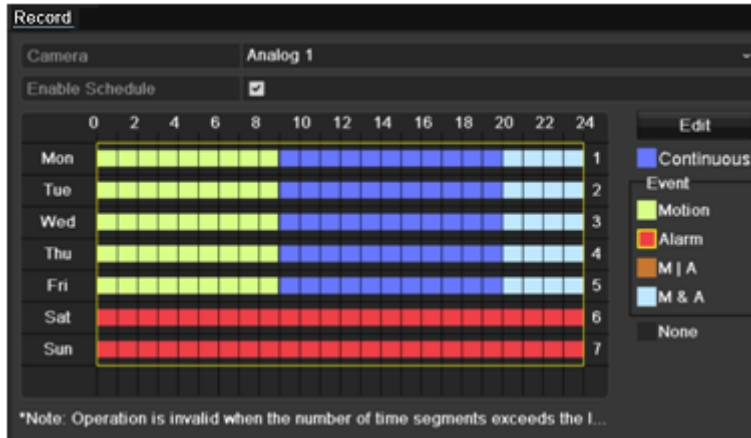 Record
Camera Analog 1
Enable Schedule
0 2 4 6 8 10 12 14 16 18 20 22 24
Edit
Mon 1
Continuous
Tue 2
Event
Wed 3
Motion
Thu 4
Alarm
Fri 5
M | A
Sat 6
M & A
Sun 7
None
*Note: Operation is invalid when the number of time segments exceeds the l...